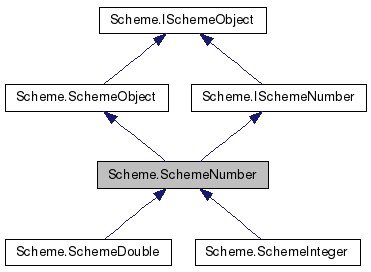 Scheme.ISchemeObject
Scheme.SchemeObject
Scheme.ISchemeNumber
Scheme.SchemeNumber
Scheme.SchemeDouble
Scheme.SchemeInteger